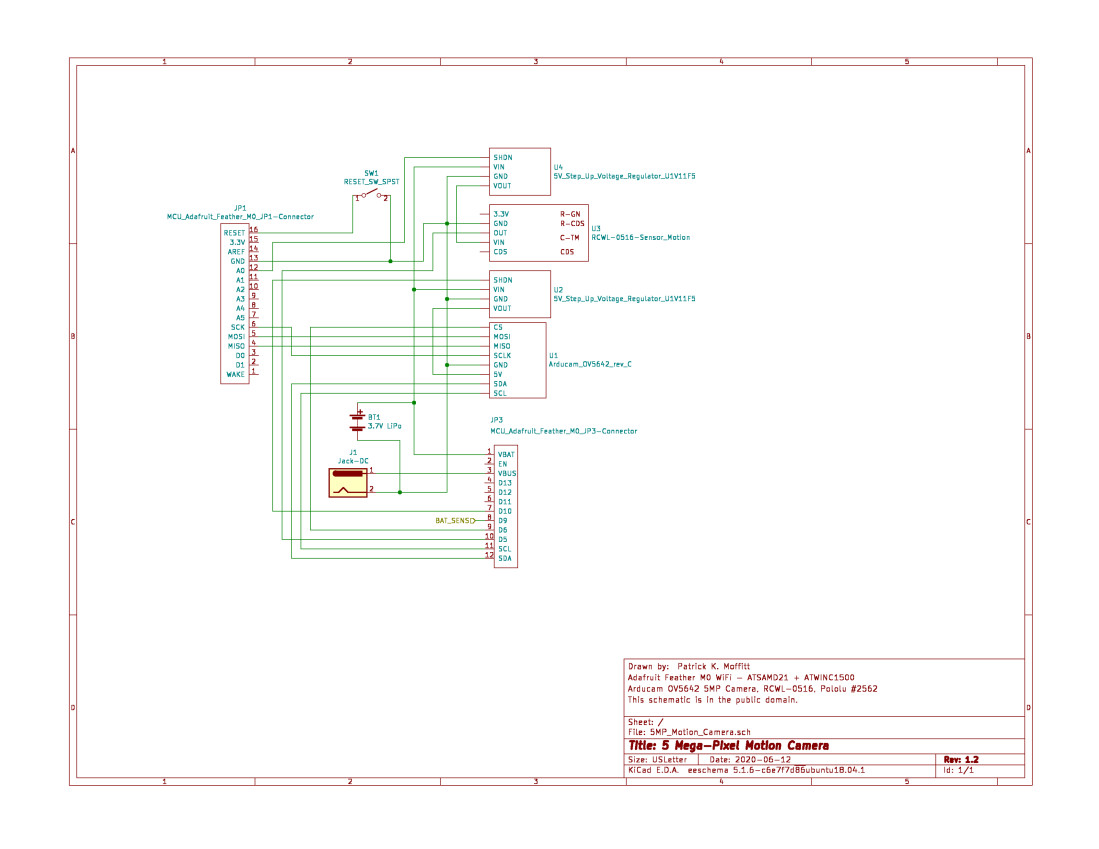 1 2 3 4 5
A A
U4
5V_Step_Up_Voltage_Regulator_U1V11F5
SHDN
VIN
GND
VOUT
SW1
RESET_SW_SPST
1 2
JP1
MCU_Adafruit_Feather_M0_JP1-Connector
RESET 16
3.3V 15
AREF 14
GND 13
A0 12
A1 11
A2 10
A3 9
A4 8
A5 7
SCK 6
MOSI 5
MISO 4
D0 3
D1 2
WAKE 1
3.3V R-GN
GND R-CDS
OUT
VIN C-TM
CDS CDS
U3
RCWL-0516-Sensor_Motion
SHDN
VIN
GND
VOUT
U2
5V_Step_Up_Voltage_Regulator_U1V11F5
B B
CS
MOSI
MISO
SCLK
GND
5V
SDA
SCL
U1
Arducam_OV5642_rev_C
+
BT1
3.7V LiPo
J1
Jack-DC
1
2
JP3
MCU_Adafruit_Feather_M0_JP3-Connector
1 VBAT
2 EN
3 VBUS
4 D13
5 D12
6 D11
7 D10
BAT_SENS 8 D9
9 D6
10 D5
11 SCL
12 SDA
C C
D D
Drawn by: Patrick K. Moffitt
Adafruit Feather M0 WiFi - ATSAMD21 + ATWINC1500
Arducam OV5642 5MP Camera, RCWL-0516, Pololu #2562
This schematic is in the public domain.
Sheet: /
File: 5MP_Motion_Camera.sch
Title: 5 Mega-Pixel Motion Camera
Size: USLetter Date: 2020-06-12 Rev: 1.2
KiCad E.D.A. eeschema 5.1.6-c6e7f7d86ubuntu18.04.1 Id: 1/1
1 2 3 4 5